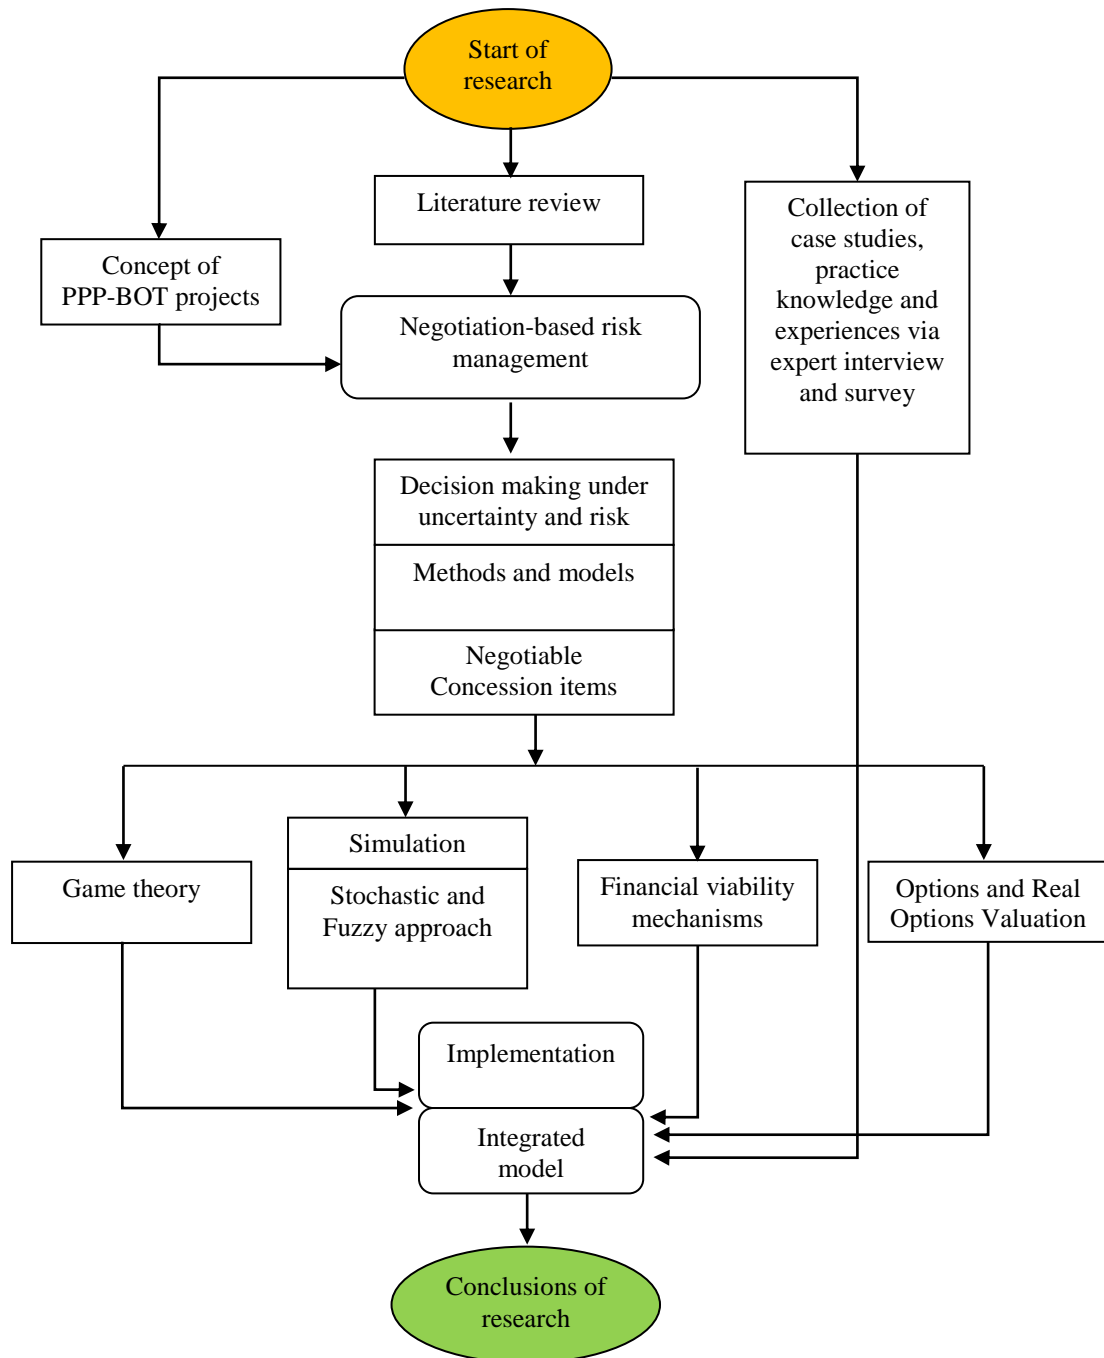 Start of
research
Literature review
Collection of
case studies,
practice
knowledge and
experiences via
expert interview
and survey
Concept of
PPP-BOT projects
Negotiation-based risk
management
Decision making under
uncertainty and risk
Methods and models
Negotiable
Concession items
Game theory
Simulation
Stochastic and
Fuzzy approach
Financial viability
mechanisms
Options and Real
Options Valuation
Implementation
Integrated
model
Conclusions of
research